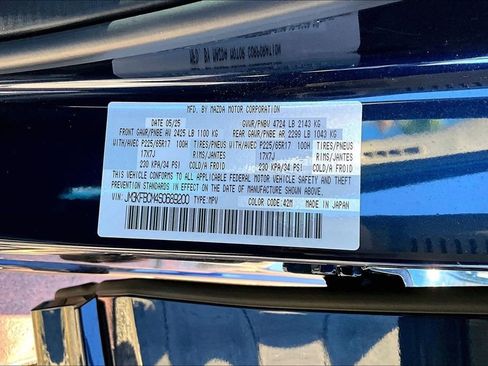 MFD. BY MAZDA MOTOR CORPORATION
DATE 05/25 GVWR/PNBV 4724 LB 2143 KG
FRONT GAWR/PNBE AV 2425 LB 1100 KG REAR GAWR/PNBE AR 2299 LB 1043 KG
WITH/AVEC P225/65R17 100H TIRES/PNEUS WITH/AVEC P225/65R17 100H TIRES/PNEUS
17X7J RIMS/JANTES 17X7J RIMS/JANTES
230 KPA/34 PSI COLD/A FROID 230 KPA/34 PSI COLD/A FROID
THIS VEHICLE CONFORMS TO ALL APPLICABLE FEDERAL MOTOR VEHICLE SAFETY AND THEFT
PREVENTION STANDARDS IN EFFECT ON THE DATE OF MANUFACTURE SHOWN ABOVE.
VIN: TYPE:MPV COLOR CODE:42M MADE IN JAPAN